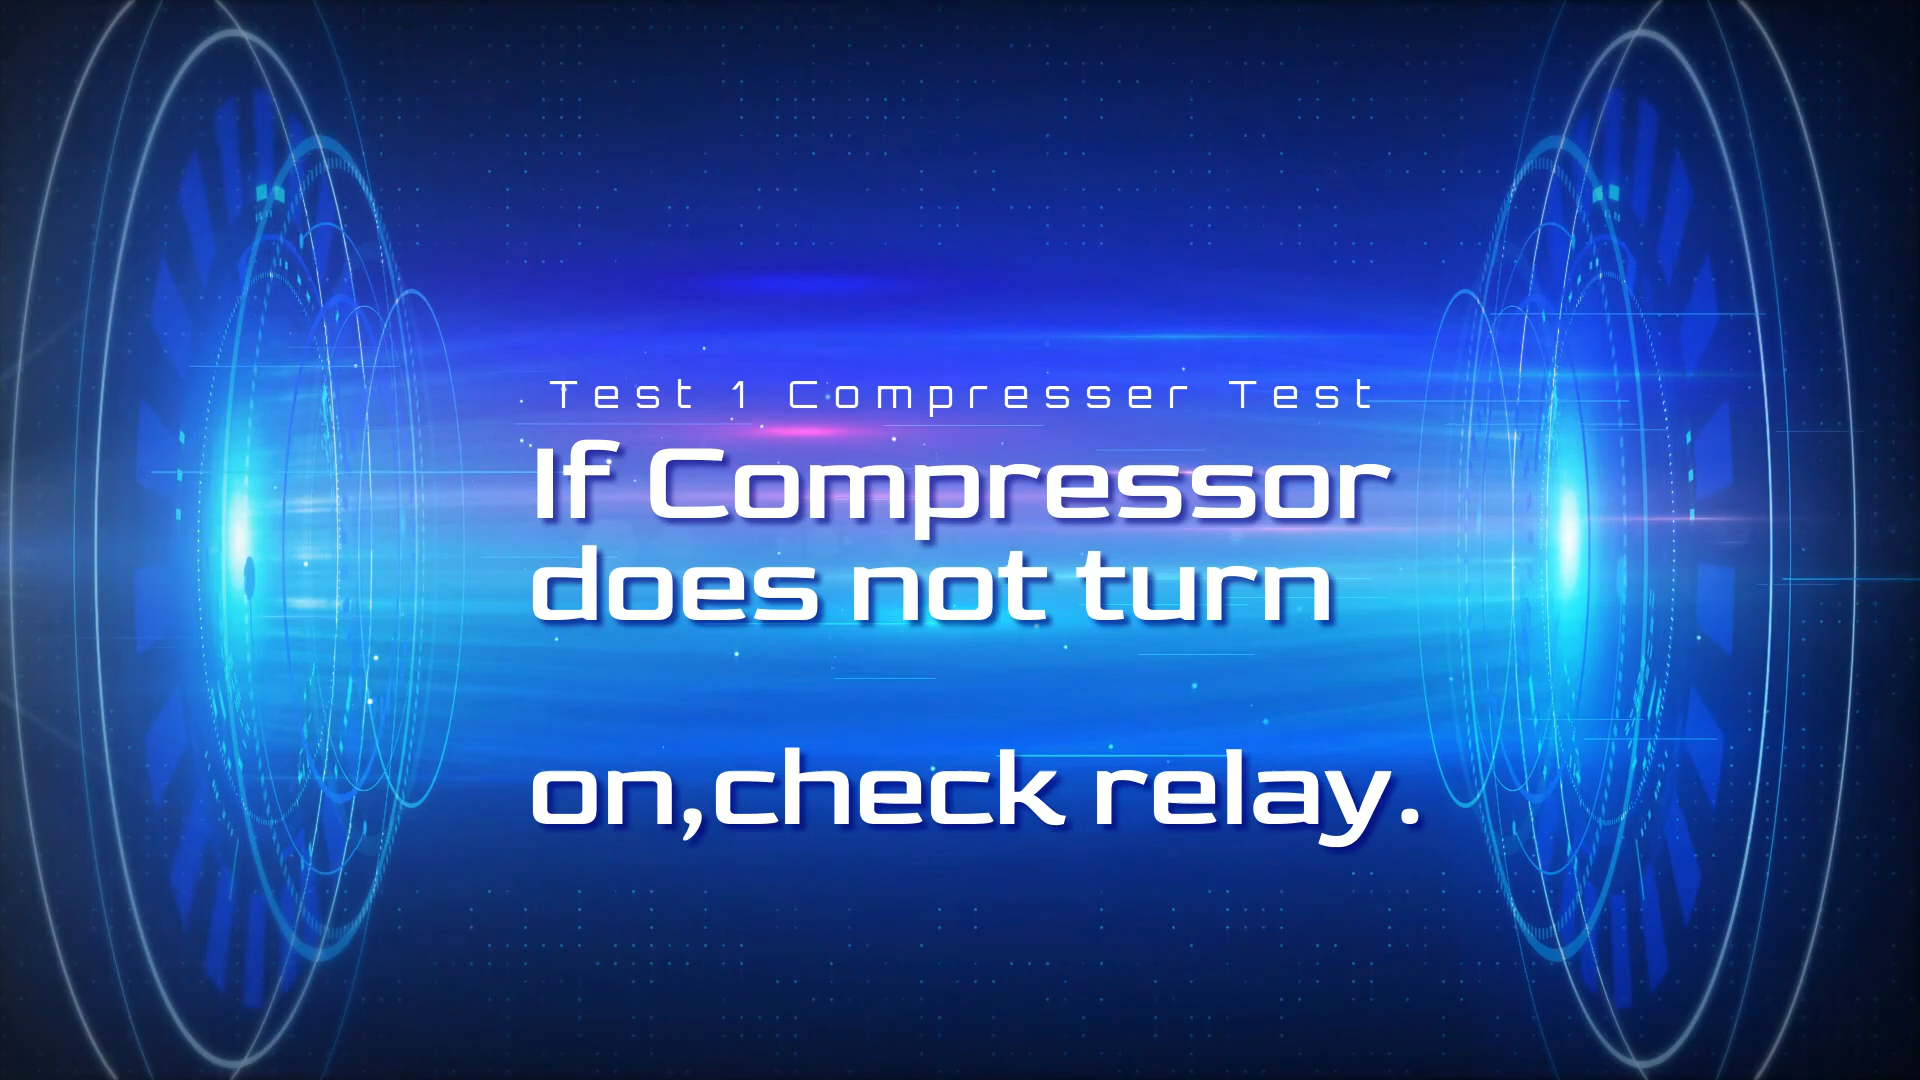 Test 1 Compresser Test
If Compressor
does not turn
on,check relay.